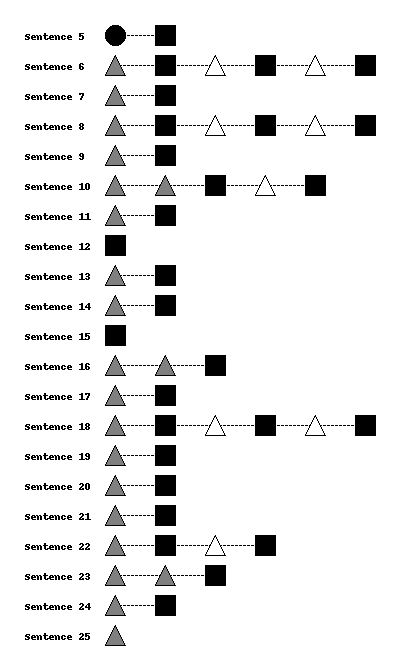 Sentence 5
Sentence 6
Sentence 7
Sentence 8
Sentence 9
Sentence 10
Sentence 11
Sentence 12
Sentence 13
Sentence 14
Sentence 15
Sentence 16
Sentence 17
Sentence 18
Sentence 19
Sentence 20
Sentence 21
Sentence 22
Sentence 23
Sentence 24
Sentence 25